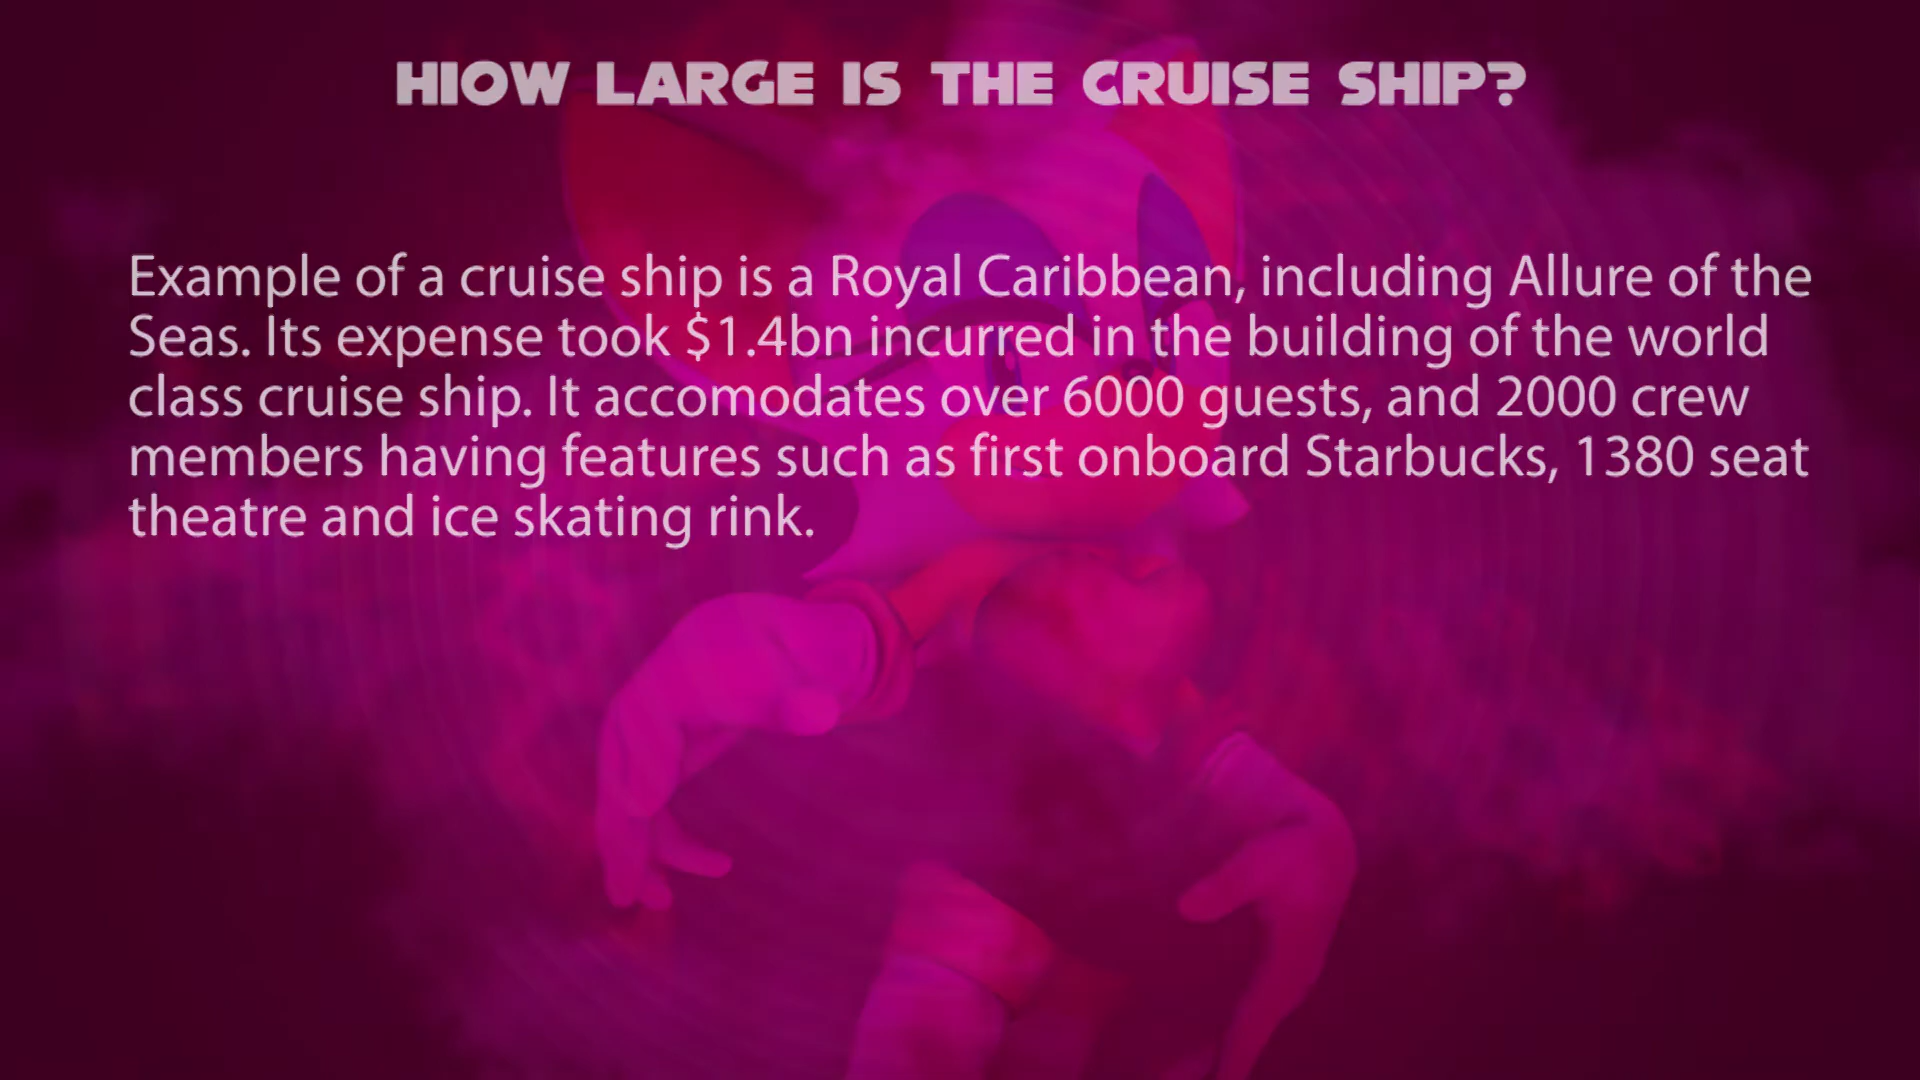 HIOW LARGE IS THE CRUISE SHIP?
Example of a cruise ship is a Royal Caribbean, including Allure of the
Seas. Its expense took $1.4bn incurred in the building of the world
class cruise ship. It accomodates over 6000 guests, and 2000 crew
members having features such as first onboard Starbucks, 1380 seat
theatre and ice skating rink.